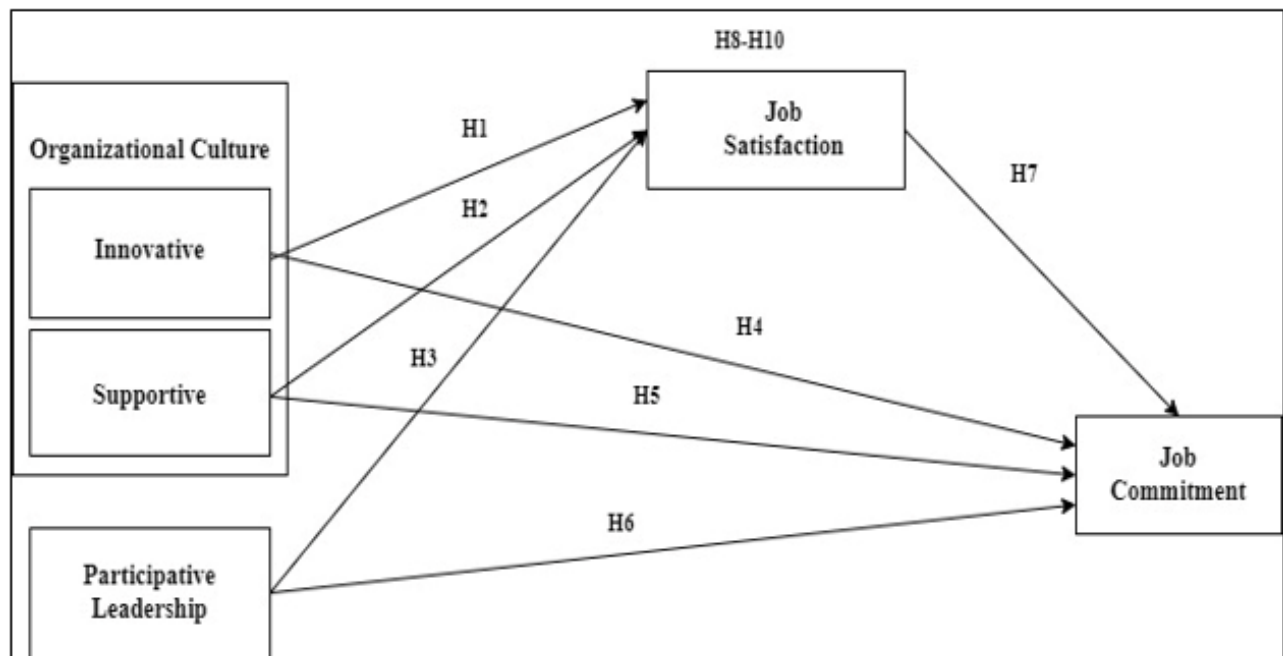 H8-H10
Job
Satisfaction
Organizational Culture
H1
H7
H2
Innovative
H4
H3
H5
Supportive
Job
Commitment
H6
Participative
Leadership